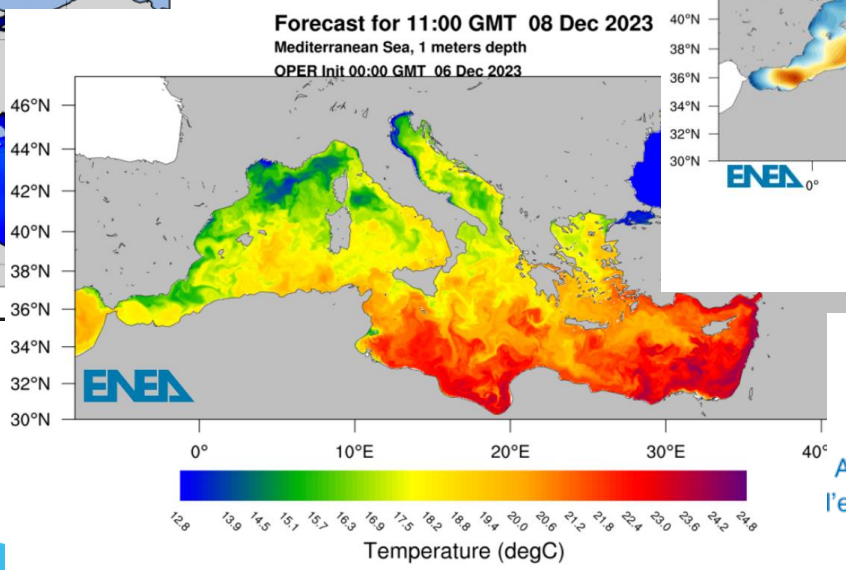 Forecast for 11:00 GMT 08 Dec 2023
Mediterranean Sea, 1 meters depth
OPER Init 00:00 GMT 06 Dec 2023
46°N
44°N
42°N
40°N
38°N
36°N
34°N
32°N
30°N
ENEA
0°
10°E
20°E
30°E
40°
12.8 13.9 14.5 15.1 15.7 16.3 16.9 17.5 18.2 18.8 19.4 20.0 20.6 21.2 21.8 22.4 23.0 23.6 24.2 24.8
Temperature (degC)
40°N
38°N
36°N
34°N
32°N
30°N
ENEA
0°
A
l'e